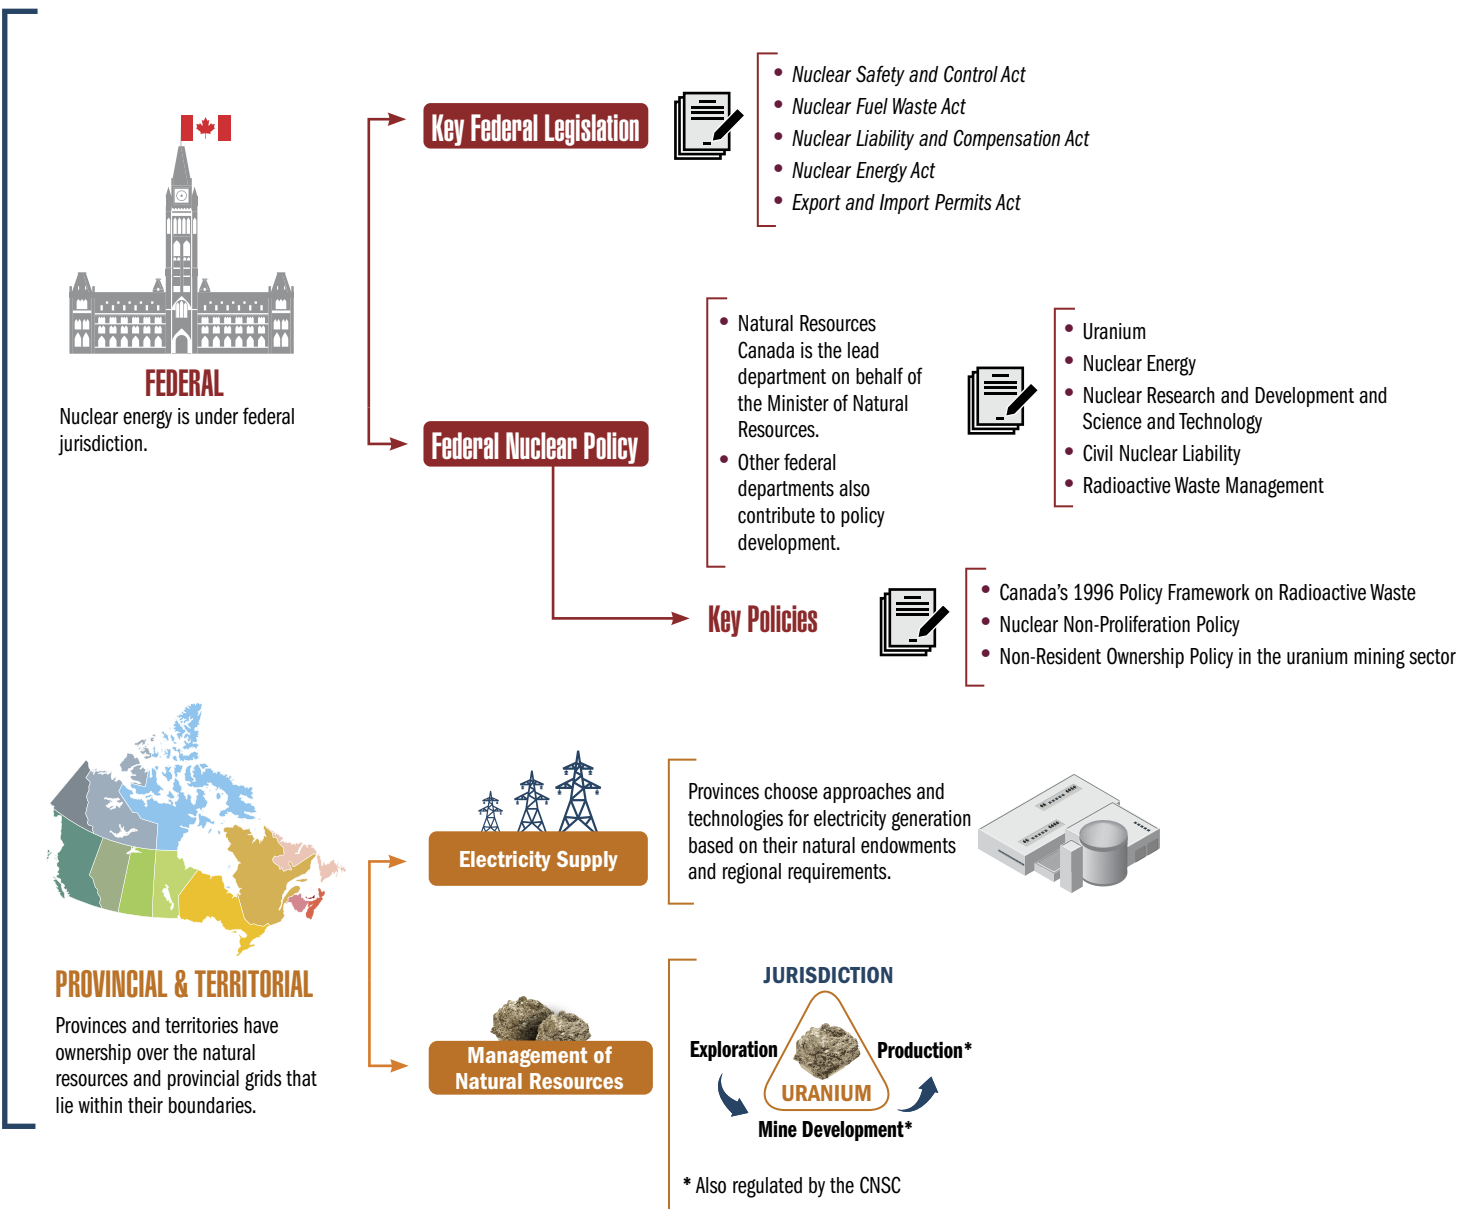 Key Federal Legislation
Nuclear Safety and Control Act
Nuclear Fuel Waste Act
Nuclear Liability and Compensation Act
Nuclear Energy Act
Export and Import Permits Act
FEDERAL
Nuclear energy is under federal
jurisdiction.
Federal Nuclear Policy
Natural Resources
Canada is the lead
department on behalf of
the Minister of Natural
Resources.
Other federal
departments also
contribute to policy
development.
Uranium
Nuclear Energy
Nuclear Research and Development and
Science and Technology
Civil Nuclear Liability
Radioactive Waste Management
Key Policies
Canada's 1996 Policy Framework on Radioactive Waste
Nuclear Non-Proliferation Policy
Non-Resident Ownership Policy in the uranium mining sector
PROVINCIAL & TERRITORIAL
Provinces and territories have
ownership over the natural
resources and provincial grids that
lie within their boundaries.
Electricity Supply
Provinces choose approaches and
technologies for electricity generation
based on their natural endowments
and regional requirements.
Management of
Natural Resources
JURISDICTION
Exploration
Production*
URANIUM
Mine Development*
* Also regulated by the CNSC